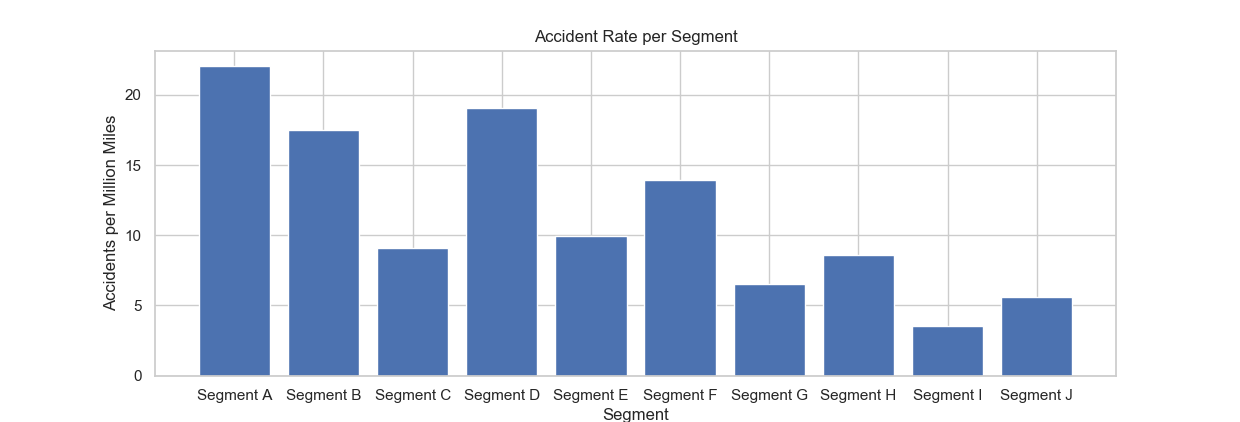 Accident Rate per Segment
Accidents per Million Miles
20
15
10
5
0
Segment A Segment B Segment C Segment D Segment E Segment F Segment G Segment H Segment I Segment J
Segment